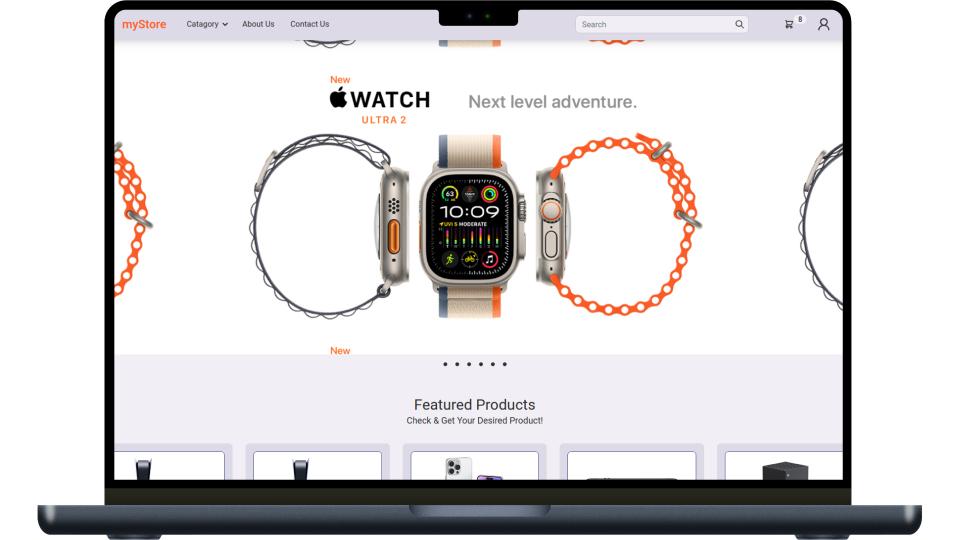 myStore
Catagory
About Us
Contact Us
Search
8
New
WATCH
ULTRA 2
Next level adventure.
63
10:09
UVI 5 MODERATE
New
Featured Products
Check & Get Your Desired Product!